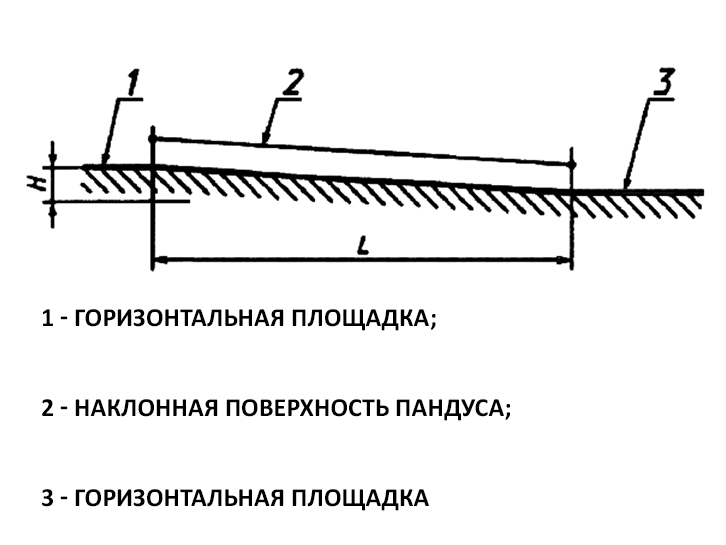 1 2 3
H
L
1 - ГОРИЗОНТАЛЬНАЯ ПЛОЩАДКА;
2 - НАКЛОННАЯ ПОВЕРХНОСТЬ ПАНДУСА;
3 - ГОРИЗОНТАЛЬНАЯ ПЛОЩАДКА